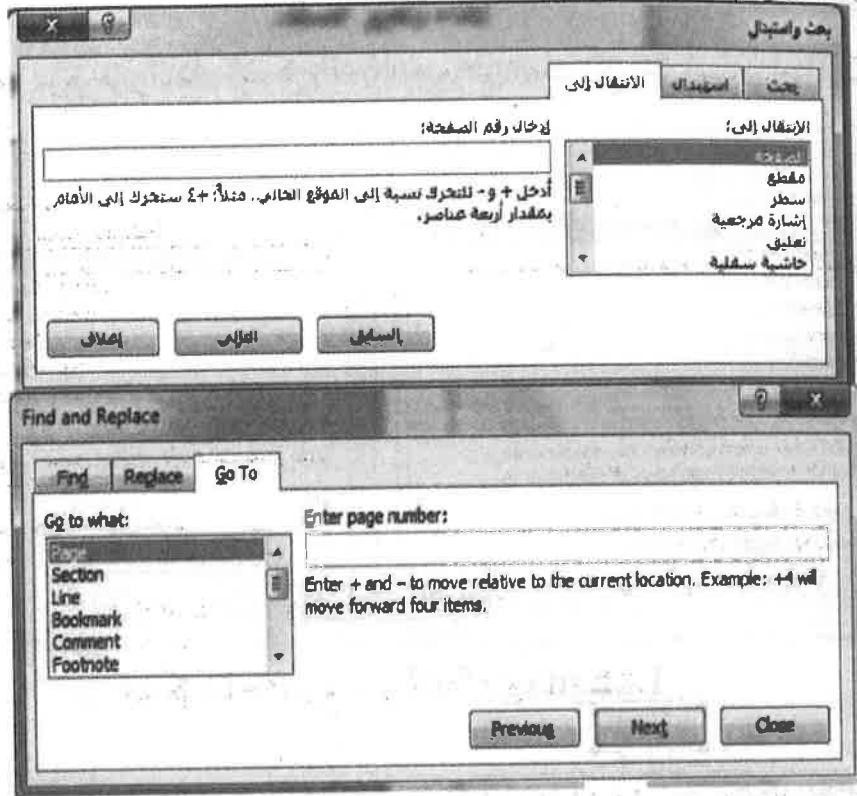 بحث واستبدال
بحث
استبدال
الانتقال إلى
الانتقال إلى:
الصفحة
مقطع
سطر
إشارة مرجعية
تعليق
حاشية سفلية
إدخال رقم الصفحة:
أدخل + و- للتحرك نسبة إلى الموقع الحالي.. مثلاً: +٤ ستتحرك إلى الأمام
بمقدار أربعة عناصر.
السابق
التالي
إغلاق
Find and Replace
Find
Replace
Go To
Go to what:
Page
Section
Line
Bookmark
Comment
Footnote
Enter page number:
Enter + and – to move relative to the current location. Example: +4 will
move forward four items.
Previous
Next
Close